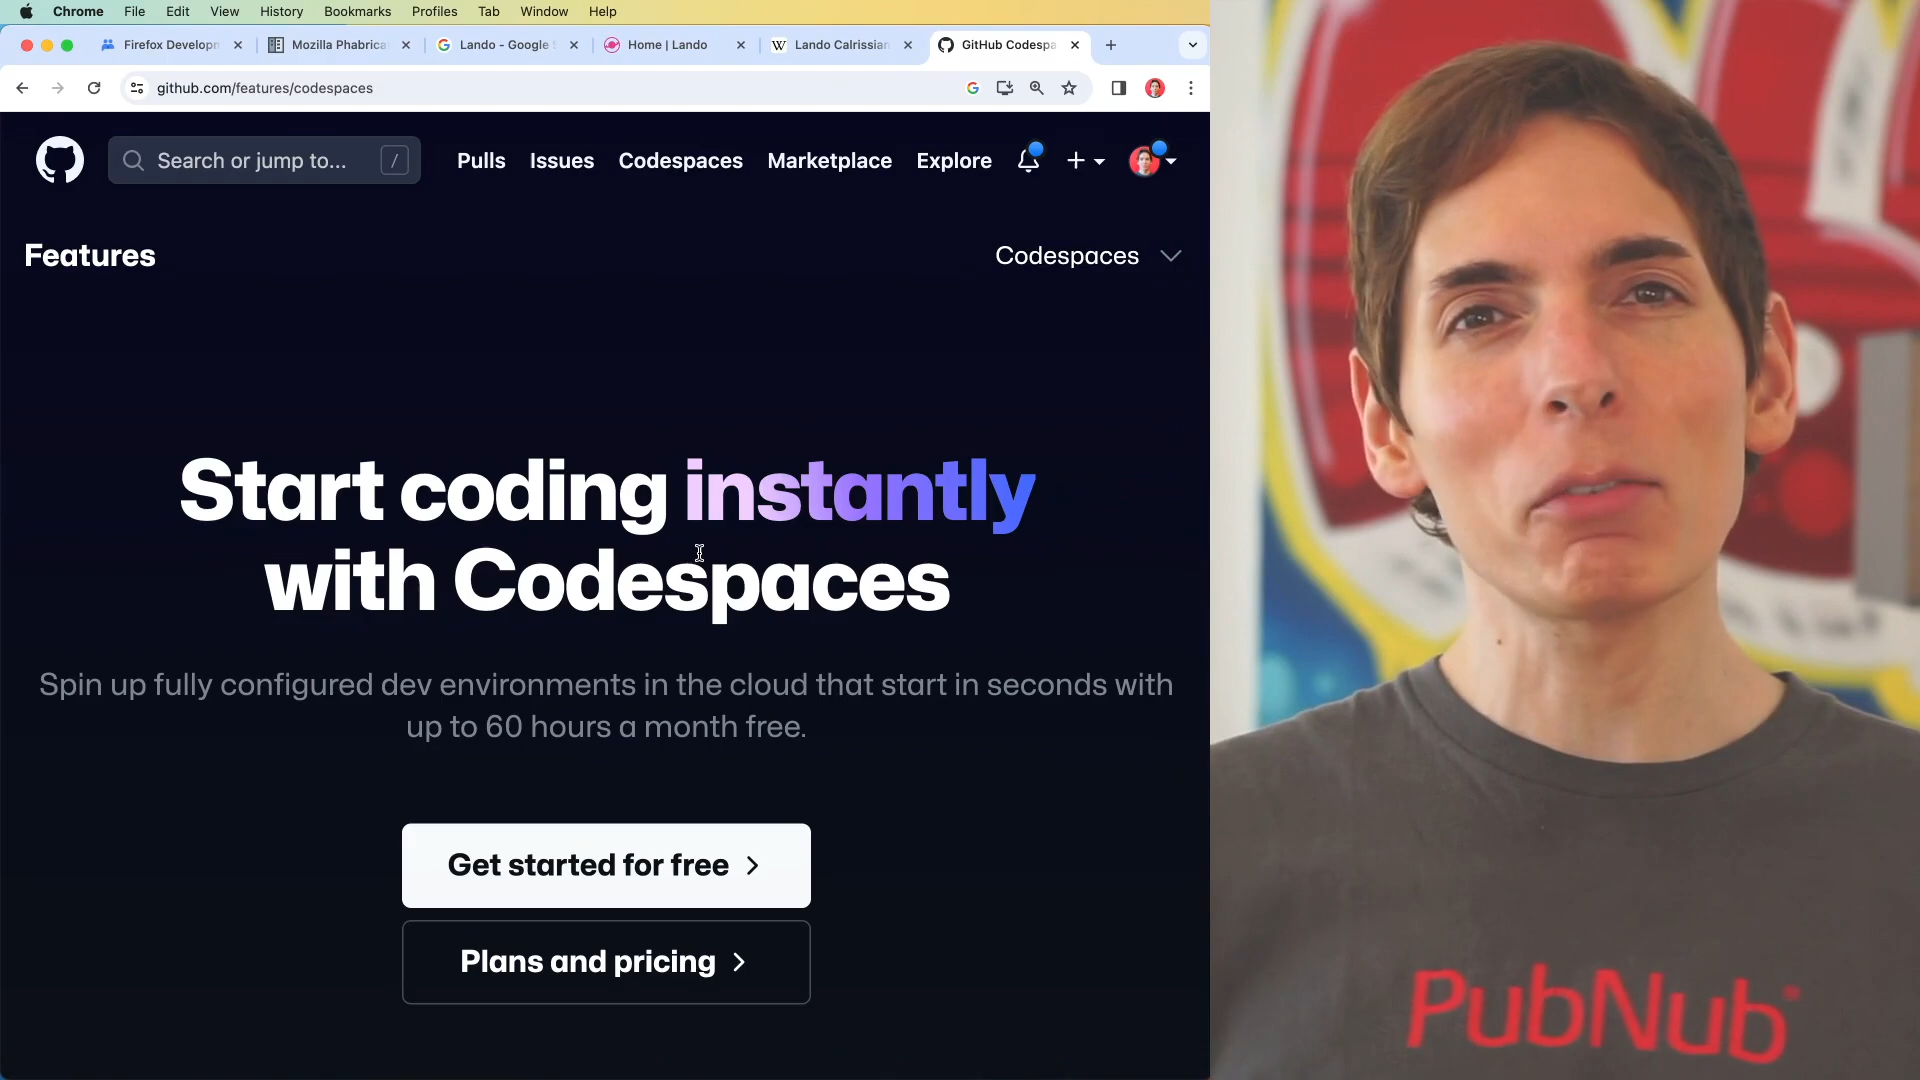 Chrome File Edit View History Bookmarks Profiles Tab Window Help
Firefox Develop
Mozilla Phabrica
Lando - Google
Home | Lando
Lando Calrissian
GitHub Codespa
github.com/features/codespaces
Search or jump to... /
Pulls Issues Codespaces Marketplace Explore
Features
Codespaces
Start coding instantly
with Codespaces
Spin up fully configured dev environments in the cloud that start in seconds with
up to 60 hours a month free.
Get started for free
Plans and pricing
PubNub